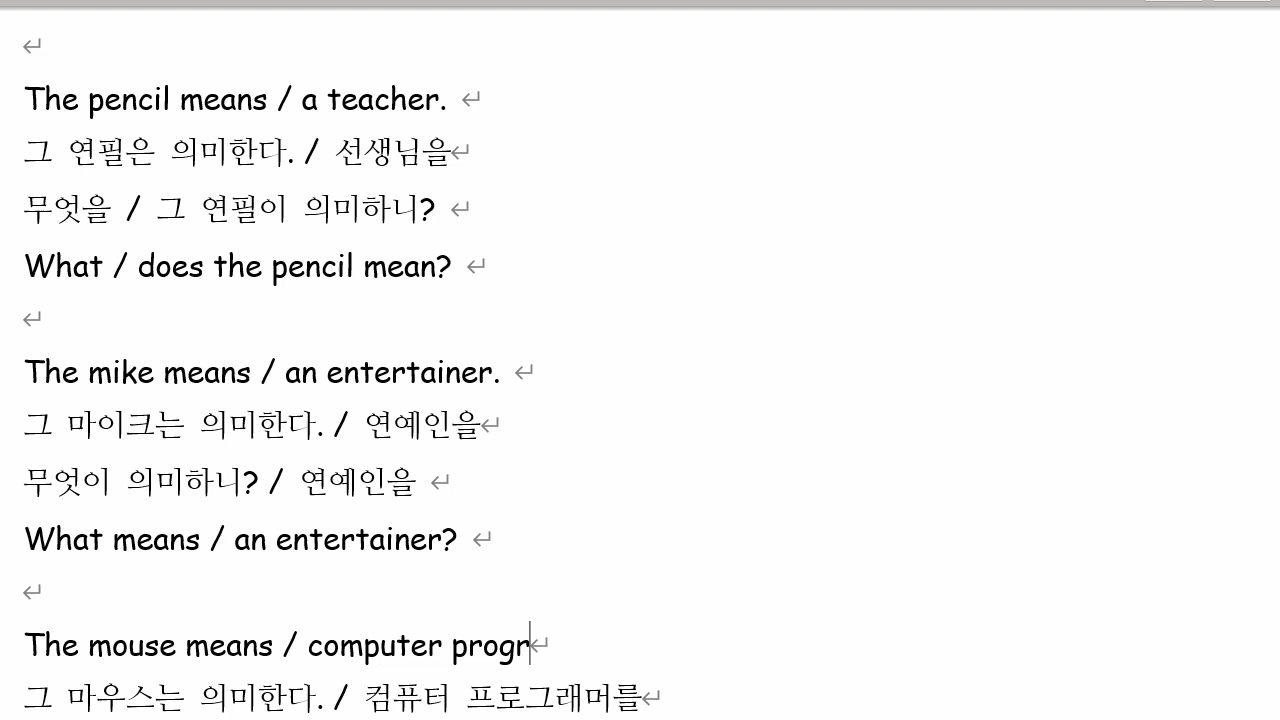 The pencil means / a teacher.
그 연필은 의미한다. / 선생님을
무엇을 / 그 연필이 의미하니?
What / does the pencil mean?
The mike means / an entertainer.
그 마이크는 의미한다. / 연예인을
무엇이 의미하니? / 연예인을
What means / an entertainer?
The mouse means / computer progr
그 마우스는 의미한다. / 컴퓨터 프로그래머를